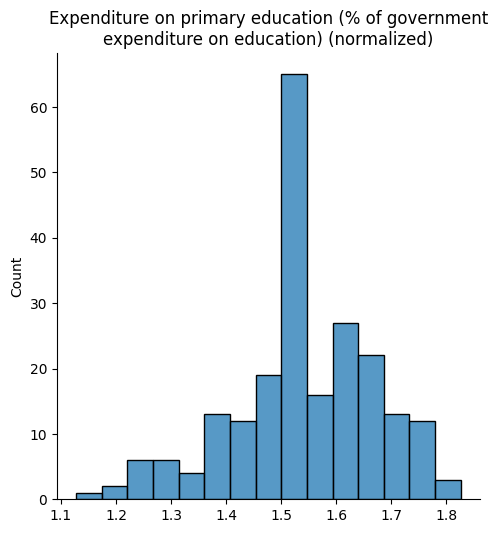 Expenditure on primary education (% of government
expenditure on education) (normalized)
Count
60
50
40
30
20
10
0
1.1 1.2 1.3 1.4 1.5 1.6 1.7 1.8